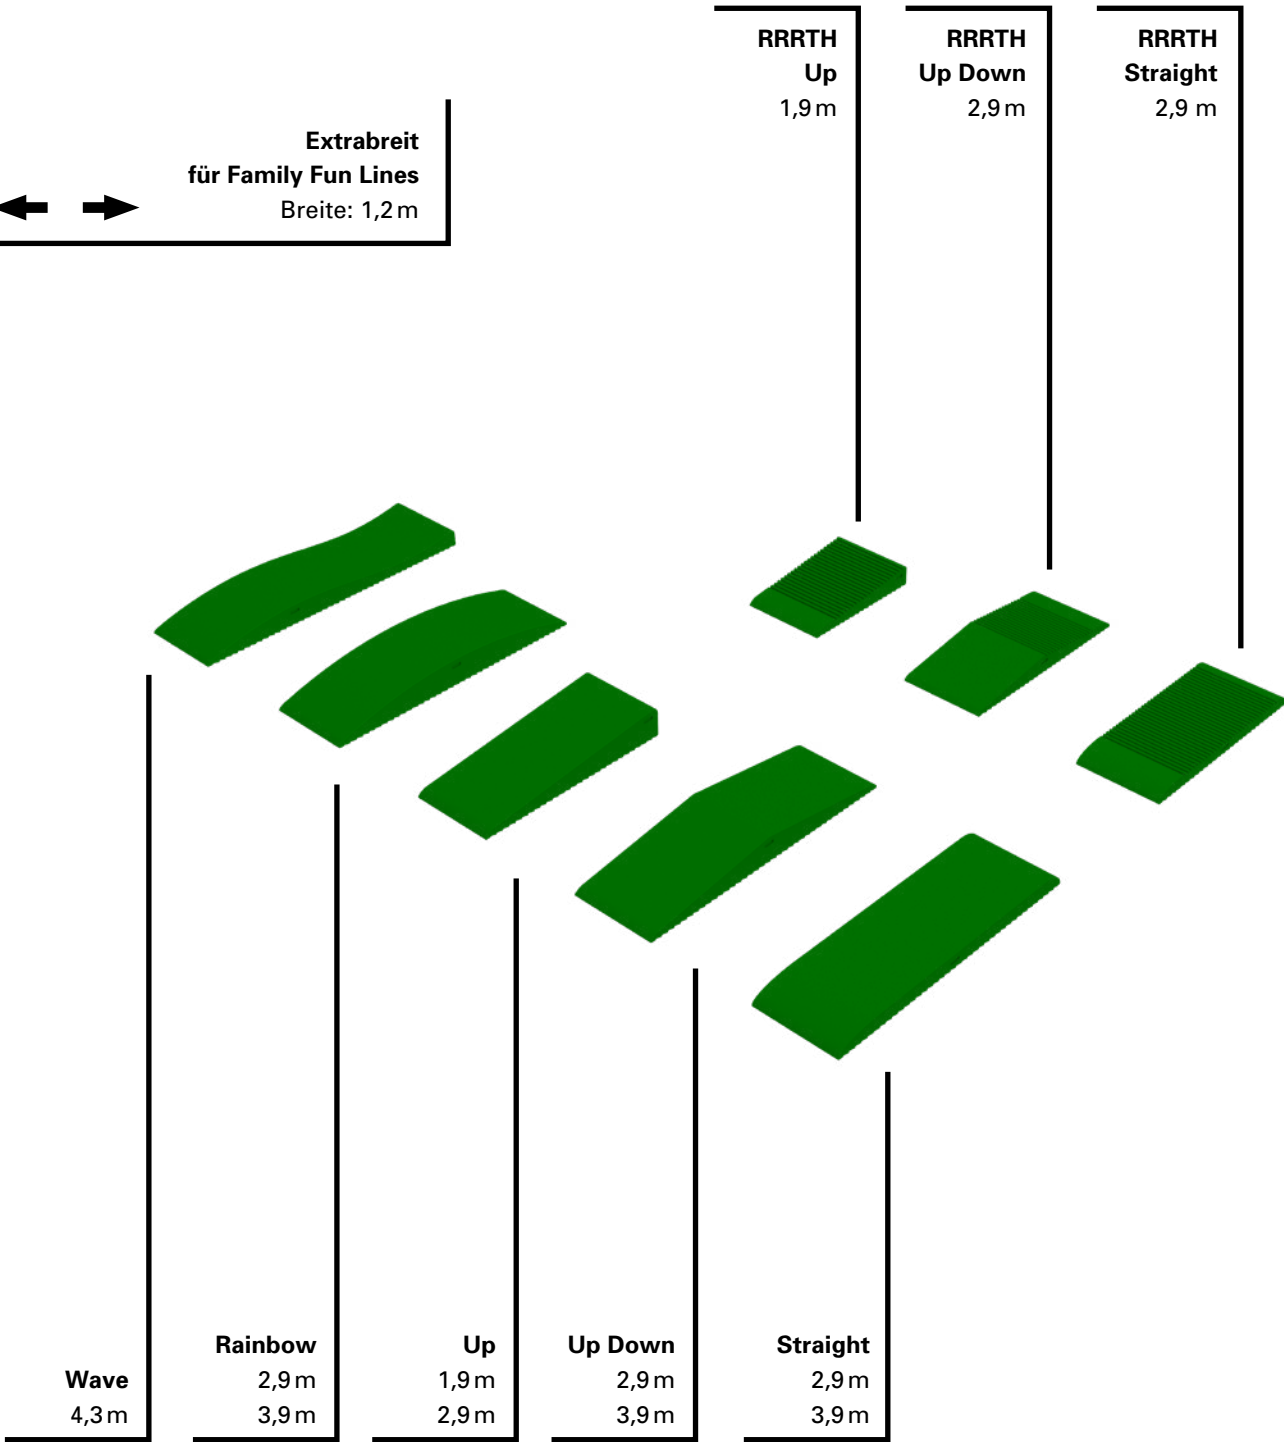 RRRTH
Up
1,9 m
RRRTH
Up Down
2,9 m
RRRTH
Straight
2,9 m
Extrabreit
für Family Fun Lines
Breite: 1,2 m
Wave
4,3 m
Rainbow
2,9 m
3,9 m
Up
1,9 m
2,9 m
Up Down
2,9 m
3,9 m
Straight
2,9 m
3,9 m